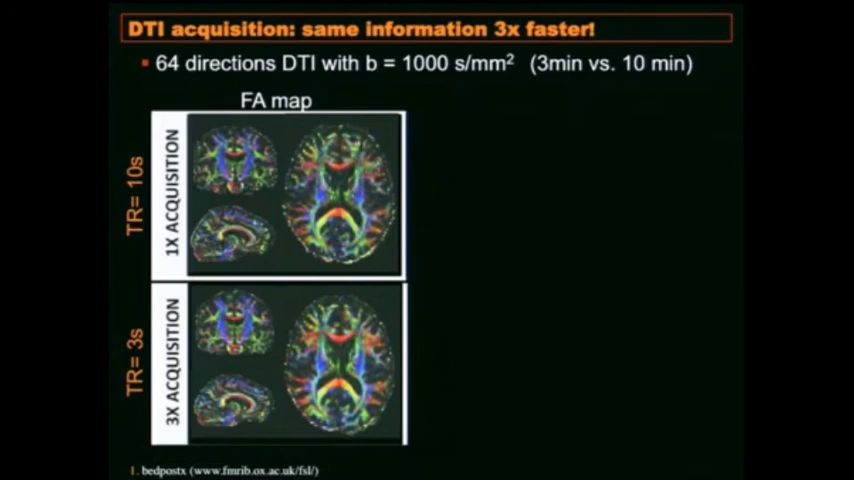 DTI acquisition: same information 3x faster!
64 directions DTI with b = 1000 s/mm² (3min vs. 10 min)
FA map
TR= 10s
1X ACQUISITION
TR= 3s
3X ACQUISITION
1. bedpostx (www.fmrib.ox.ac.uk/fsl/)